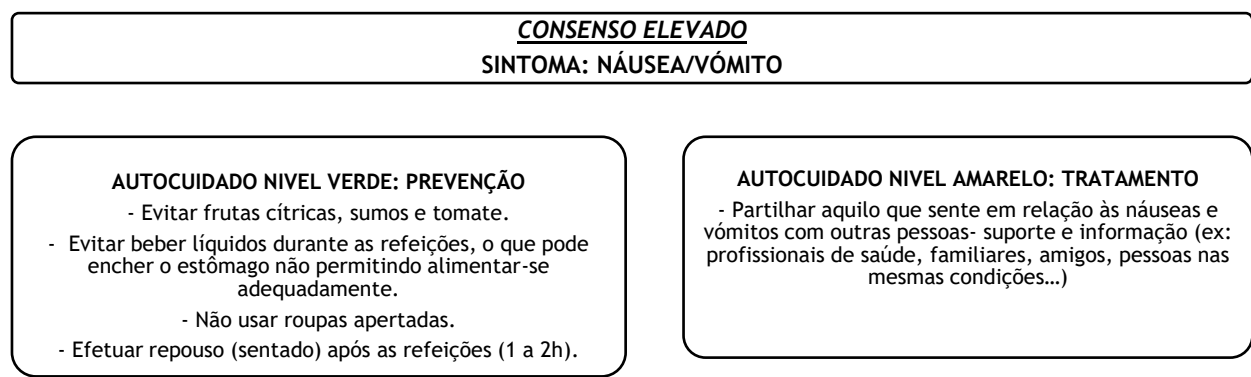 CONSENSO ELEVADO
SINTOMA: NÁUSEA/VÓMITO
AUTOCUIDADO NIVEL VERDE: PREVENÇÃO
- Evitar frutas cítricas, sumos e tomate.
- Evitar beber líquidos durante as refeições, o que pode
encher o estômago não permitindo alimentar-se
adequadamente.
- Não usar roupas apertadas.
- Efetuar repouso (sentado) após as refeições (1 a 2h).
AUTOCUIDADO NIVEL AMARELO: TRATAMENTO
- Partilhar aquilo que sente em relação às náuseas e
vómitos com outras pessoas- suporte e informação (ex:
profissionais de saúde, familiares, amigos, pessoas nas
mesmas condições…)